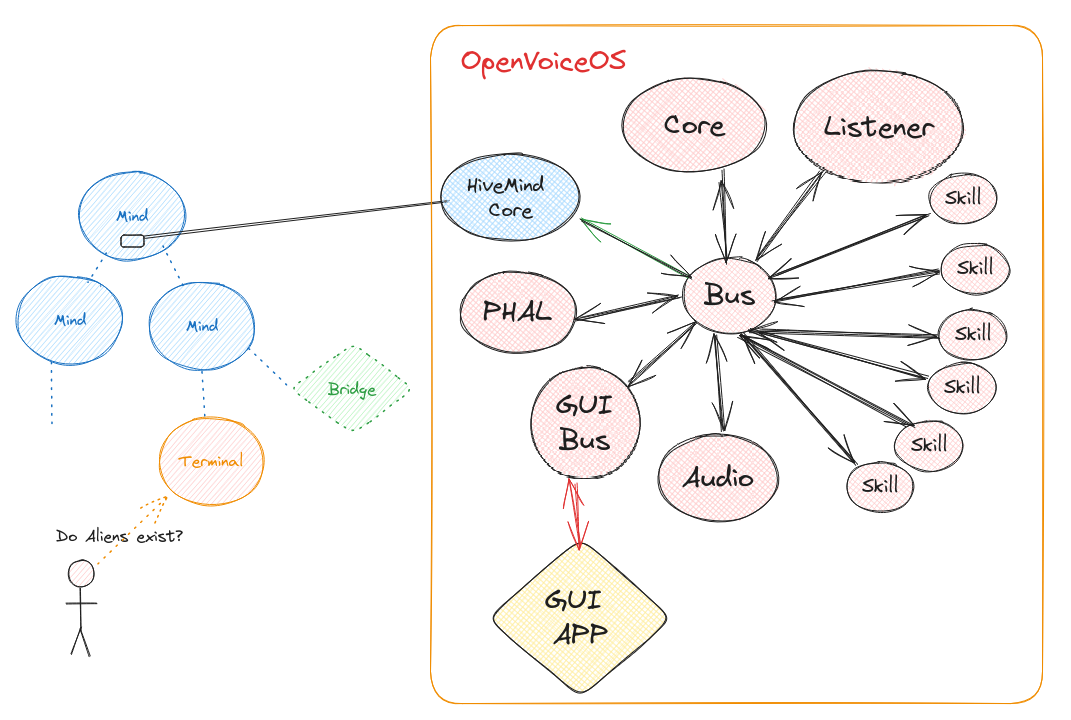 OpenVoiceOS
Core
Listener
HiveMind
Core
Skill
Mind
Skill
PHAL
Bus
Mind
Mind
Skill
Bridge
Skill
GUI
Bus
Skill
Terminal
Audio
Skill
Do Aliens exist?
GUI
APP